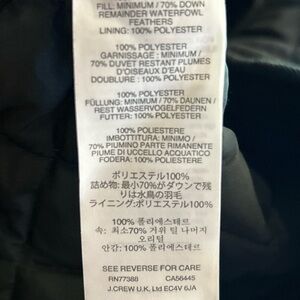 FILL: MINIMUM / 70% DOWN
REMAINDER WATERFOWL
FEATHERS
LINING: 100% POLYESTER
100% POLYESTER
GARNISSAGE : MINIMUM /
70% DUVET RESTANT PLUMES
D'OISEAUX D'EAU
DOUBLURE : 100% POLYESTER
100% POLYESTER
FÜLLUNG: MINIMUM / 70% DAUNEN /
REST WASSERVOGELFEDERN
FUTTER: 100% POLYESTER
100% POLIESTERE
IMBOTTITURA: MINIMO /
70% PIUMINO PARTE RIMANENTE
PIUME DI UCCELLO ACQUATICO
FODERA: 100% POLIESTERE
ポリエステル100%
詰め物: 最小70%がダウンで残
りは水鳥の羽毛
ライニング:ポリエステル100%
100% 폴리에스테르
속: 최소70% 거위 털 나머지
오리털
안감: 100% 폴리에스테르
SEE REVERSE FOR CARE
RN77388 CA56445
J.CREW U.K. Ltd EC4V 6JA